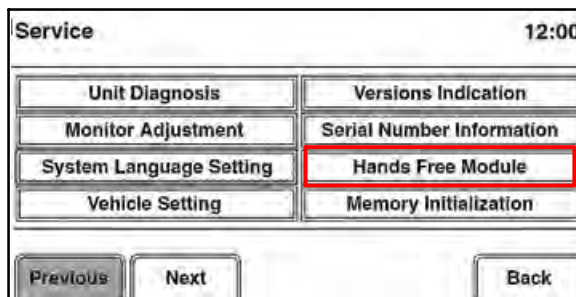 Service 12:00
Unit Diagnosis Versions Indication
Monitor Adjustment Serial Number Information
System Language Setting Hands Free Module
Vehicle Setting Memory Initialization
Previous Next Back